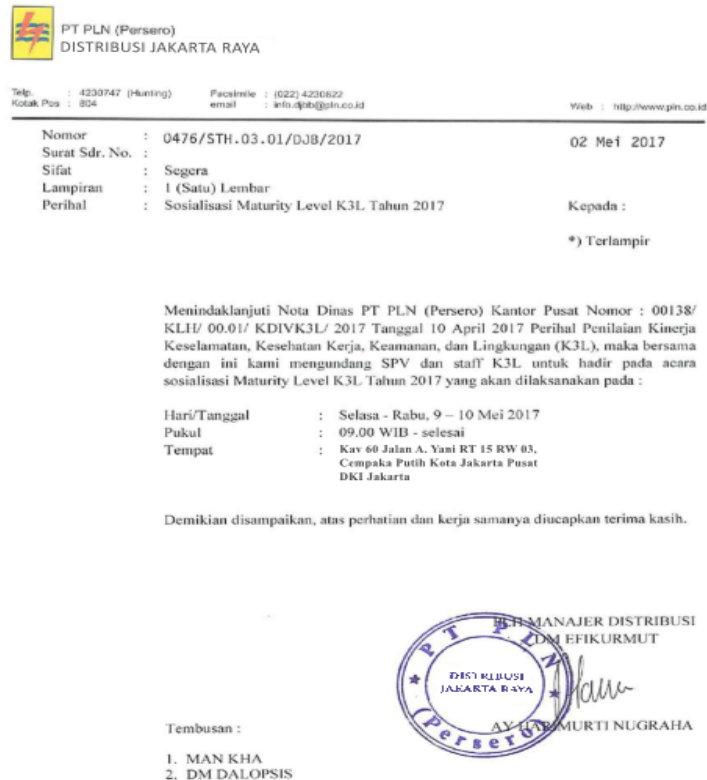 PT PLN (Persero)
DISTRIBUSI JAKARTA RAYA
Telp. : 4230747 (Hunting) Facsimile : (022) 4230822
Kotak Pos : 804 email : info.djbb@pln.co.id Web : http://www.pln.co.id
Nomor : 0476/STH.03.01/DJB/2017 02 Mei 2017
Surat Sdr. No. :
Sifat : Segera
Lampiran : 1 (Satu) Lembar
Perihal : Sosialisasi Maturity Level K3L Tahun 2017 Kepada :
*) Terlampir
Menindaklanjuti Nota Dinas PT PLN (Persero) Kantor Pusat Nomor : 00138/
KLH/ 00.01/ KDIVK3L/ 2017 Tanggal 10 April 2017 Perihal Penilaian Kinerja
Keselamatan, Kesehatan Kerja, Keamanan, dan Lingkungan (K3L), maka bersama
dengan ini kami mengundang SPV dan staff K3L untuk hadir pada acara
sosialisasi Maturity Level K3L Tahun 2017 yang akan dilaksanakan pada :
Hari/Tanggal : Selasa - Rabu, 9 – 10 Mei 2017
Pukul : 09.00 WIB - selesai
Tempat : Kav 60 Jalan A. Yani RT 15 RW 03,
Cempaka Putih Kota Jakarta Pusat
DKI Jakarta
Demikian disampaikan, atas perhatian dan kerja samanya diucapkan terima kasih.
PLH MANAJER DISTRIBUSI
DM EFIKURMUT
PT PLN
DISTRIBUSI
JAKARTA RAYA
(Persero)
AY HARIMURTI NUGRAHA
Tembusan :
1. MAN KHA
2. DM DALOPSIS